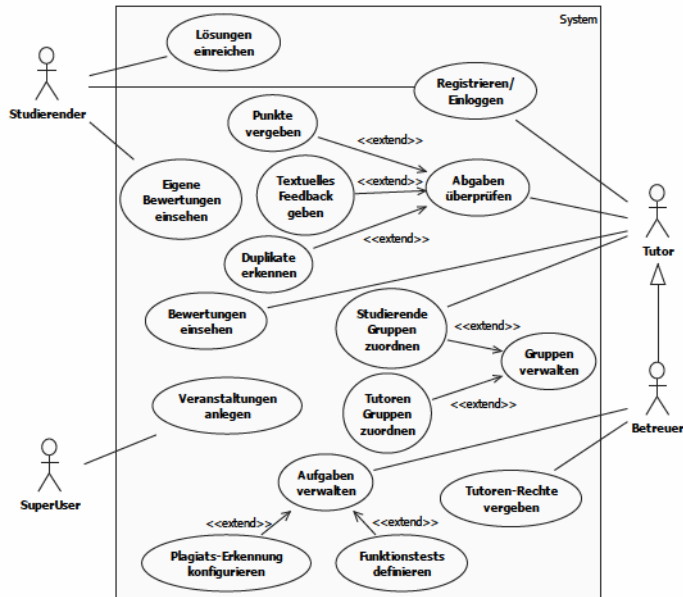 System
Lösungen
einreichen
Studierender
Registrieren/
Einloggen
Punkte
vergeben
<<extend>>
Eigene
Bewertungen
einsehen
Textuelles
Feedback
geben
<<extend>>
Abgaben
überprüfen
Duplikate
erkennen
<<extend>>
Tutor
Bewertungen
einsehen
Studierende
Gruppen
zuordnen
<<extend>>
Gruppen
verwalten
Veranstaltungen
anlegen
Tutoren
Gruppen
zuordnen
<<extend>>
Betreuer
SuperUser
Aufgaben
verwalten
Tutoren-Rechte
vergeben
<<extend>>
<<extend>>
Plagiats-Erkennung
konfigurieren
Funktionstests
definieren